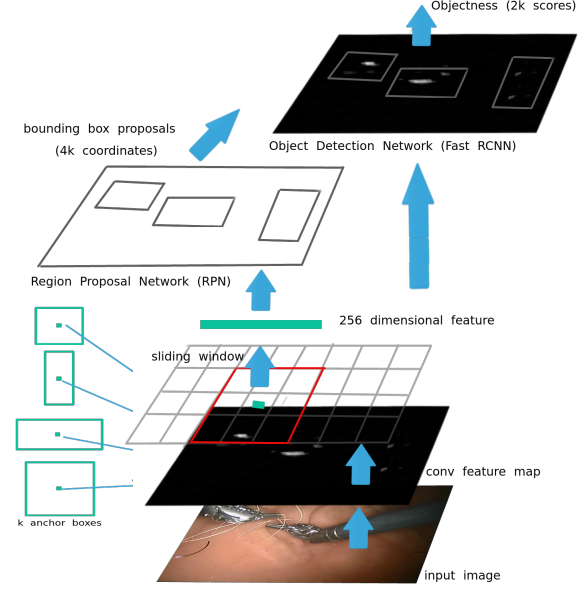 Objectness (2k scores)
Object Detection Network (Fast RCNN)
bounding box proposals
(4k coordinates)
Region Proposal Network (RPN)
256 dimensional feature
sliding window
conv feature map
k anchor boxes
input image